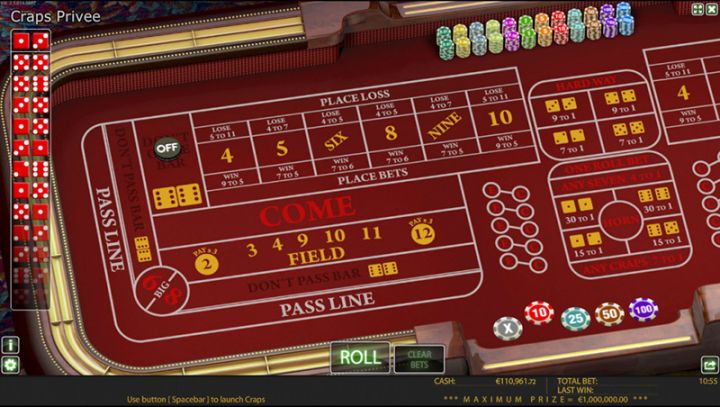 Craps Privee
PLACE LOSS
LOSE 5 TO 11
LOSE 4 TO 7
LOSE 4 TO 5
LOSE 4 TO 5
LOSE 4 TO 7
LOSE 5 TO 11
4
5
SIX
8
NINE
10
WIN 9 TO 5
WIN 7 TO 5
WIN 7 TO 6
WIN 7 TO 6
WIN 7 TO 5
WIN 9 TO 5
PLACE BETS
OFF
DON'T PASS BAR
PASS LINE
COME
PAY x 3
2
3 4 9 10 11
FIELD
PAY x 3
12
DON'T PASS BAR
PASS LINE
BIG
6
8
HARD WAY
9 TO 1
9 TO 1
7 TO 1
7 TO 1
ONE ROLL BET
ANY SEVEN 4 TO 1
30 TO 1
30 TO 1
HORN
15 TO 1
15 TO 1
ANY CRAPS 7 TO 1
4
X
10
25
50
100
i
ROLL
CLEAR BETS
Use button [ Spacebar ] to launch Craps
CASH: €110,961.72
TOTAL BET:
LAST WIN:
*** MAXIMUM PRIZE= €1,000,000.00 ***
10:55